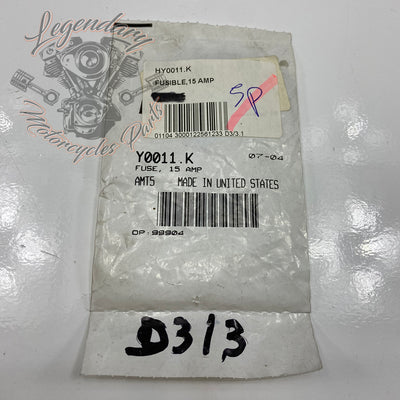 Legendary
Motorcycles Parts
HY0011.K
FUSIBLE,15 AMP
SP
01104 3000122561233 D3/3.1
Y0011.K 07-04
FUSE, 15 AMP
AMT5 MADE IN UNITED STATES
OP:99904
D3/3